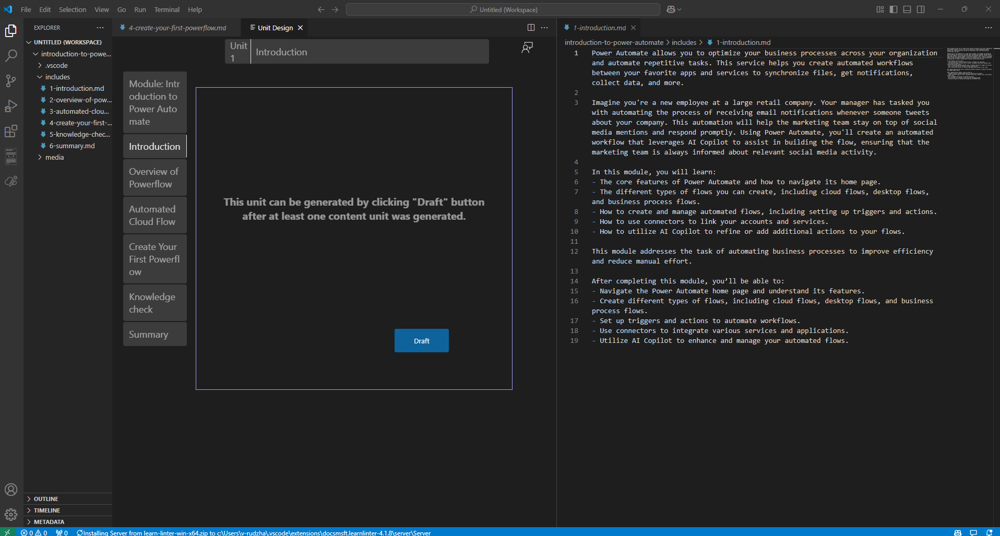 File Edit Selection View Go Run Terminal Help
Untitled (Workspace)
EXPLORER
UNTITLED (WORKSPACE)
introduction-to-powe...
.vscode
includes
1-introduction.md
2-overview-of-pow...
3-automated-clou...
4-create-your-first-...
5-knowledge-chec...
6-summary.md
media
OUTLINE
TIMELINE
METADATA
4-create-your-first-powerflow.md
Unit Design
Unit
1
Introduction
Module: Intr
oduction to
Power Auto
mate
Introduction
Overview of
Powerflow
Automated
Cloud Flow
Create Your
First Powerfl
ow
Knowledge
check
Summary
This unit can be generated by clicking "Draft" button
after at least one content unit was generated.
Draft
1-introduction.md
introduction-to-power-automate > includes > 1-introduction.md
1 Power Automate allows you to optimize your business processes across your organization
and automate repetitive tasks. This service helps you create automated workflows
between your favorite apps and services to synchronize files, get notifications,
collect data, and more.
2
3 Imagine you're a new employee at a large retail company. Your manager has tasked you
with automating the process of receiving email notifications whenever someone tweets
about your company. This automation will help the marketing team stay on top of social
media mentions and respond promptly. Using Power Automate, you'll create an automated
workflow that leverages AI Copilot to assist in building the flow, ensuring that the
marketing team is always informed about relevant social media activity.
4
5 In this module, you will learn:
6 - The core features of Power Automate and how to navigate its home page.
7 - The different types of flows you can create, including cloud flows, desktop flows,
and business process flows.
8 - How to create and manage automated flows, including setting up triggers and actions.
9 - How to use connectors to link your accounts and services.
10 - How to utilize AI Copilot to refine or add additional actions to your flows.
11
12 This module addresses the task of automating business processes to improve efficiency
and reduce manual effort.
13
14 After completing this module, you’ll be able to:
15 - Navigate the Power Automate home page and understand its features.
16 - Create different types of flows, including cloud flows, desktop flows, and business
process flows.
17 - Set up triggers and actions to automate workflows.
18 - Use connectors to integrate various services and applications.
19 - Utilize AI Copilot to enhance and manage your automated flows.
0 0 0 Installing Server from learn-linter-win-x64.zip to c:\Users\v-rudzha\.vscode\extensions\docsmsft.learnlinter-4.1.8\server\Server